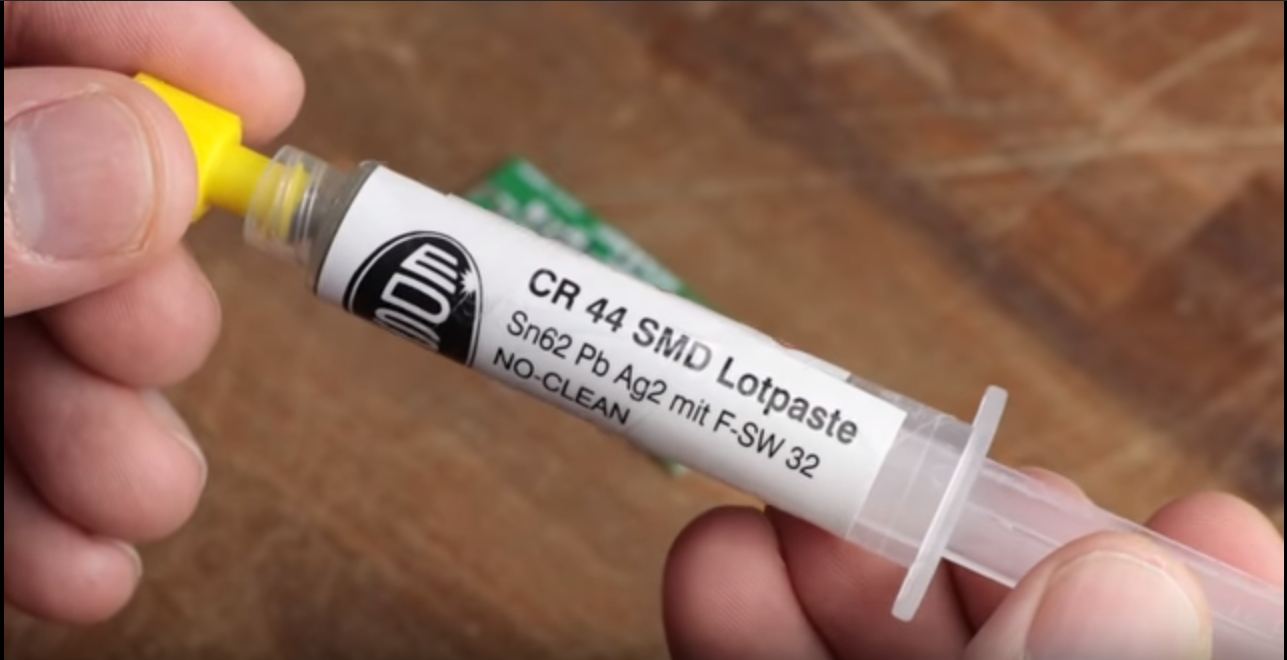 CR 44 SMD Lotpaste
Sn62 Pb Ag2 mit F-SW 32
NO-CLEAN